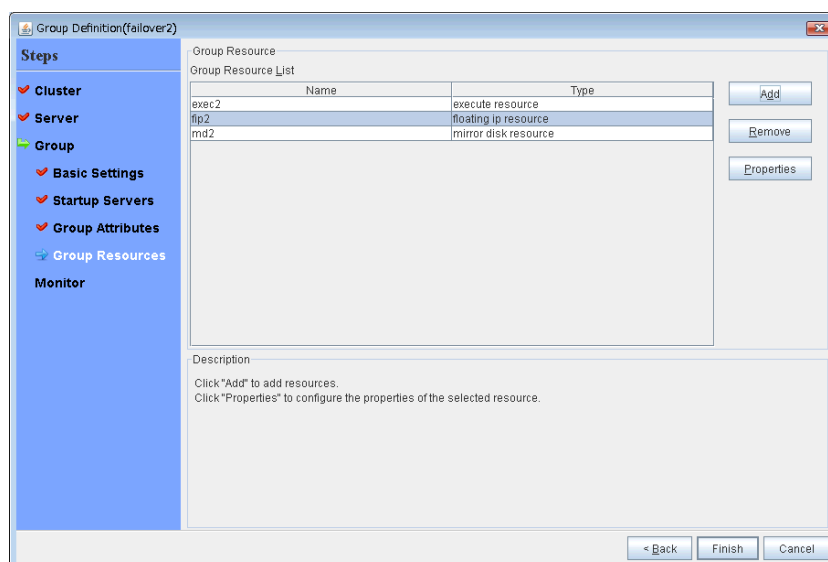 Group Definition(failover2)
Steps
Cluster
Server
Group
Basic Settings
Startup Servers
Group Attributes
Group Resources
Monitor
Group Resource
Group Resource List
Name Type
exec2 execute resource
fip2 floating ip resource
md2 mirror disk resource
Add
Remove
Properties
Description
Click "Add" to add resources.
Click "Properties" to configure the properties of the selected resource.
< Back Finish Cancel